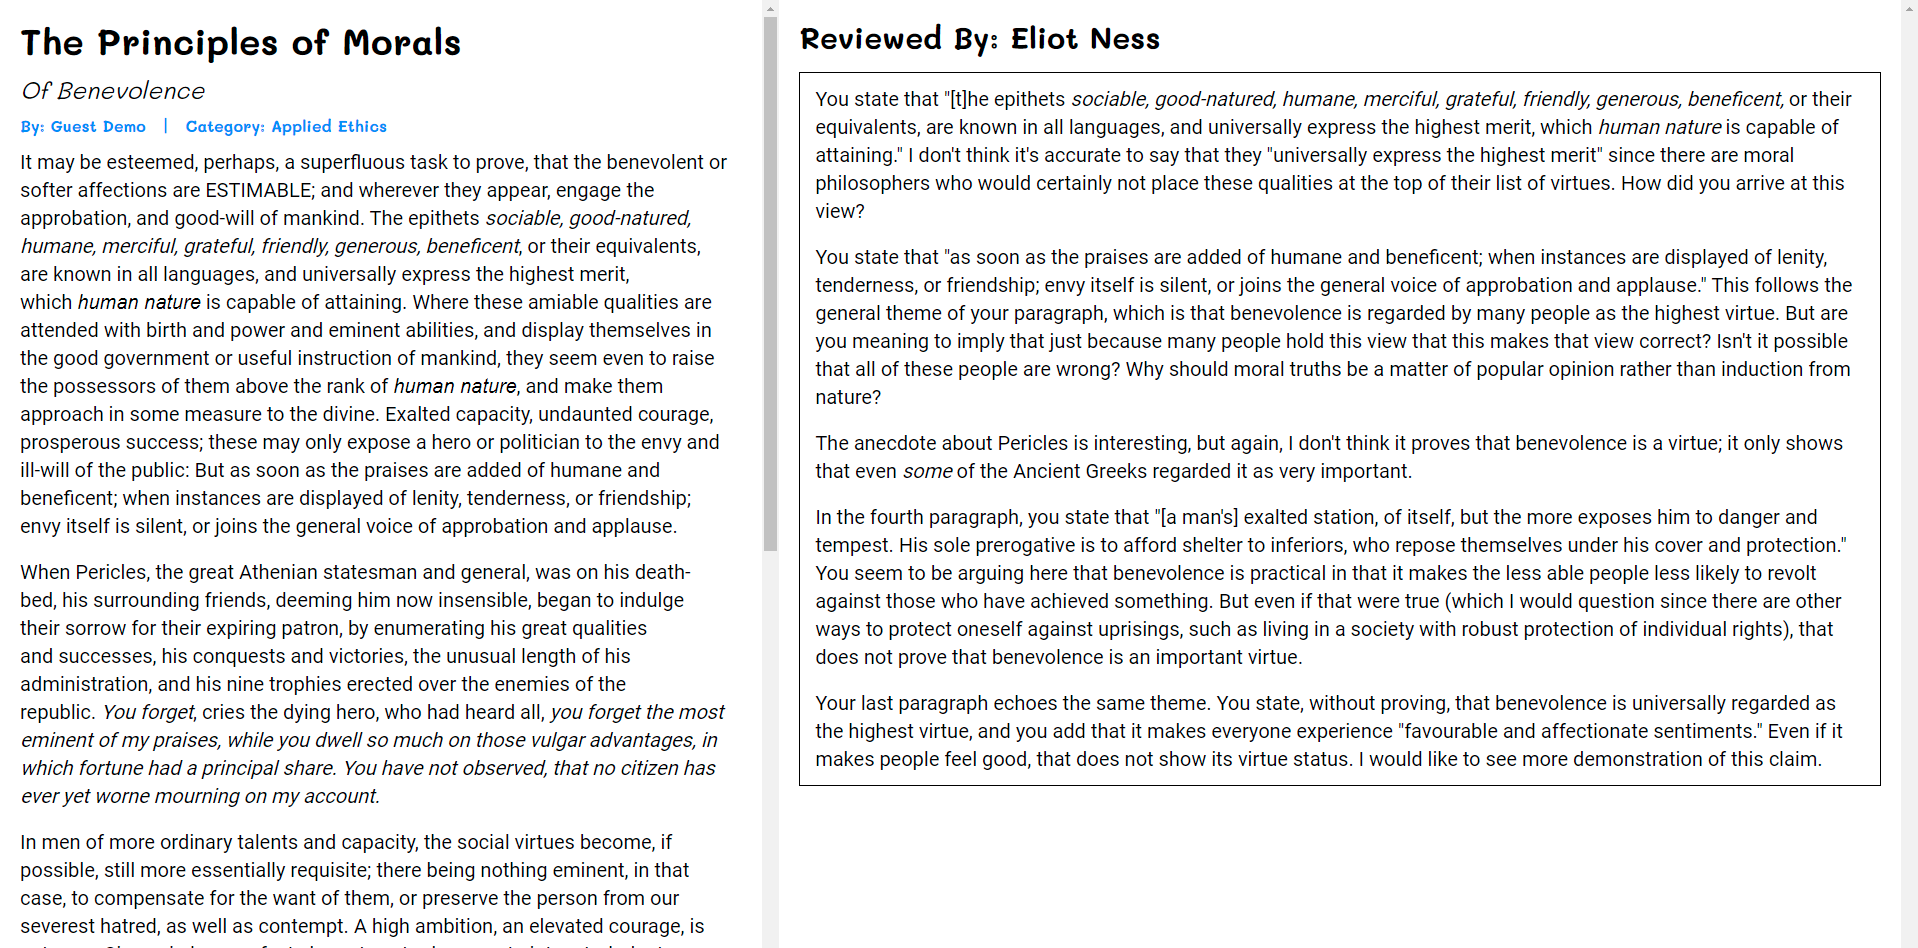 The Principles of Morals
Of Benevolence
By: Guest Demo | Category: Applied Ethics
It may be esteemed, perhaps, a superfluous task to prove, that the benevolent or
softer affections are ESTIMABLE; and wherever they appear, engage the
approbation, and good-will of mankind. The epithets sociable, good-natured,
humane, merciful, grateful, friendly, generous, beneficent, or their equivalents,
are known in all languages, and universally express the highest merit,
which human nature is capable of attaining. Where these amiable qualities are
attended with birth and power and eminent abilities, and display themselves in
the good government or useful instruction of mankind, they seem even to raise
the possessors of them above the rank of human nature, and make them
approach in some measure to the divine. Exalted capacity, undaunted courage,
prosperous success; these may only expose a hero or politician to the envy and
ill-will of the public: But as soon as the praises are added of humane and
beneficent; when instances are displayed of lenity, tenderness, or friendship;
envy itself is silent, or joins the general voice of approbation and applause.
When Pericles, the great Athenian statesman and general, was on his death-
bed, his surrounding friends, deeming him now insensible, began to indulge
their sorrow for their expiring patron, by enumerating his great qualities
and successes, his conquests and victories, the unusual length of his
administration, and his nine trophies erected over the enemies of the
republic. You forget, cries the dying hero, who had heard all, you forget the most
eminent of my praises, while you dwell so much on those vulgar advantages, in
which fortune had a principal share. You have not observed, that no citizen has
ever yet worne mourning on my account.
In men of more ordinary talents and capacity, the social virtues become, if
possible, still more essentially requisite; there being nothing eminent, in that
case, to compensate for the want of them, or preserve the person from our
severest hatred, as well as contempt. A high ambition, an elevated courage, is
Reviewed By: Eliot Ness
You state that "[t]he epithets sociable, good-natured, humane, merciful, grateful, friendly, generous, beneficent, or their
equivalents, are known in all languages, and universally express the highest merit, which human nature is capable of
attaining." I don't think it's accurate to say that they "universally express the highest merit" since there are moral
philosophers who would certainly not place these qualities at the top of their list of virtues. How did you arrive at this
view?
You state that "as soon as the praises are added of humane and beneficent; when instances are displayed of lenity,
tenderness, or friendship; envy itself is silent, or joins the general voice of approbation and applause." This follows the
general theme of your paragraph, which is that benevolence is regarded by many people as the highest virtue. But are
you meaning to imply that just because many people hold this view that this makes that view correct? Isn't it possible
that all of these people are wrong? Why should moral truths be a matter of popular opinion rather than induction from
nature?
The anecdote about Pericles is interesting, but again, I don't think it proves that benevolence is a virtue; it only shows
that even some of the Ancient Greeks regarded it as very important.
In the fourth paragraph, you state that "[a man's] exalted station, of itself, but the more exposes him to danger and
tempest. His sole prerogative is to afford shelter to inferiors, who repose themselves under his cover and protection."
You seem to be arguing here that benevolence is practical in that it makes the less able people less likely to revolt
against those who have achieved something. But even if that were true (which I would question since there are other
ways to protect oneself against uprisings, such as living in a society with robust protection of individual rights), that
does not prove that benevolence is an important virtue.
Your last paragraph echoes the same theme. You state, without proving, that benevolence is universally regarded as
the highest virtue, and you add that it makes everyone experience "favourable and affectionate sentiments." Even if it
makes people feel good, that does not show its virtue status. I would like to see more demonstration of this claim.